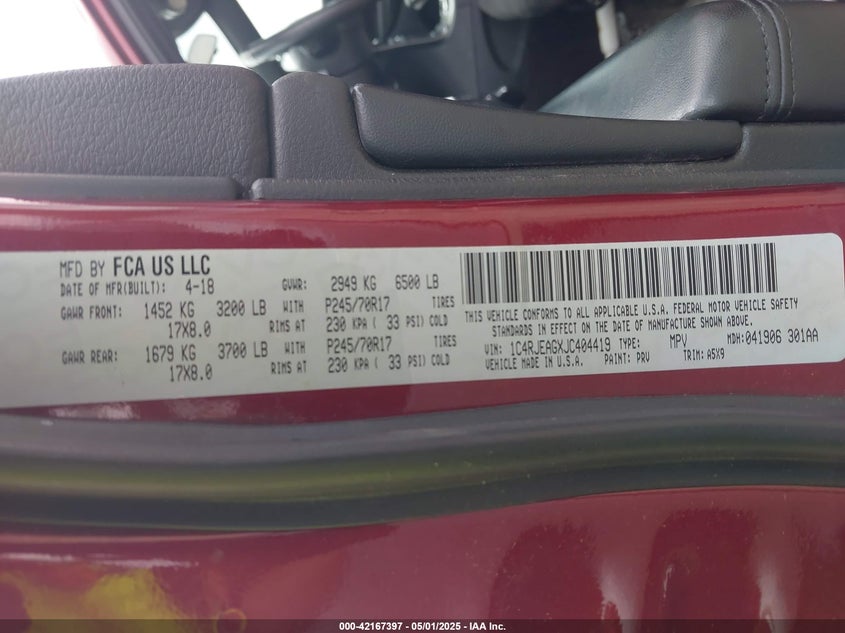 MFD BY FCA US LLC
DATE OF MFR(BUILT): 4-18 GVWR: 2949 KG 6500 LB
GAWR FRONT: 1452 KG 3200 LB WITH P245/70R17 TIRES
17X8.0 RIMS AT 230 KPA ( 33 PSI) COLD
GAWR REAR: 1679 KG 3700 LB WITH P245/70R17 TIRES
17X8.0 RIMS AT 230 KPA ( 33 PSI) COLD
THIS VEHICLE CONFORMS TO ALL APPLICABLE U.S.A. FEDERAL MOTOR VEHICLE SAFETY
STANDARDS IN EFFECT ON THE DATE OF MANUFACTURE SHOWN ABOVE.
VIN: 1C4RJEAGXJC404419 TYPE: MPV MDH: 041906 301AA
VEHICLE MADE IN U.S.A. PAINT: PRV TRIM: A5X9
000-42167397 - 05/01/2025 - IAA Inc.